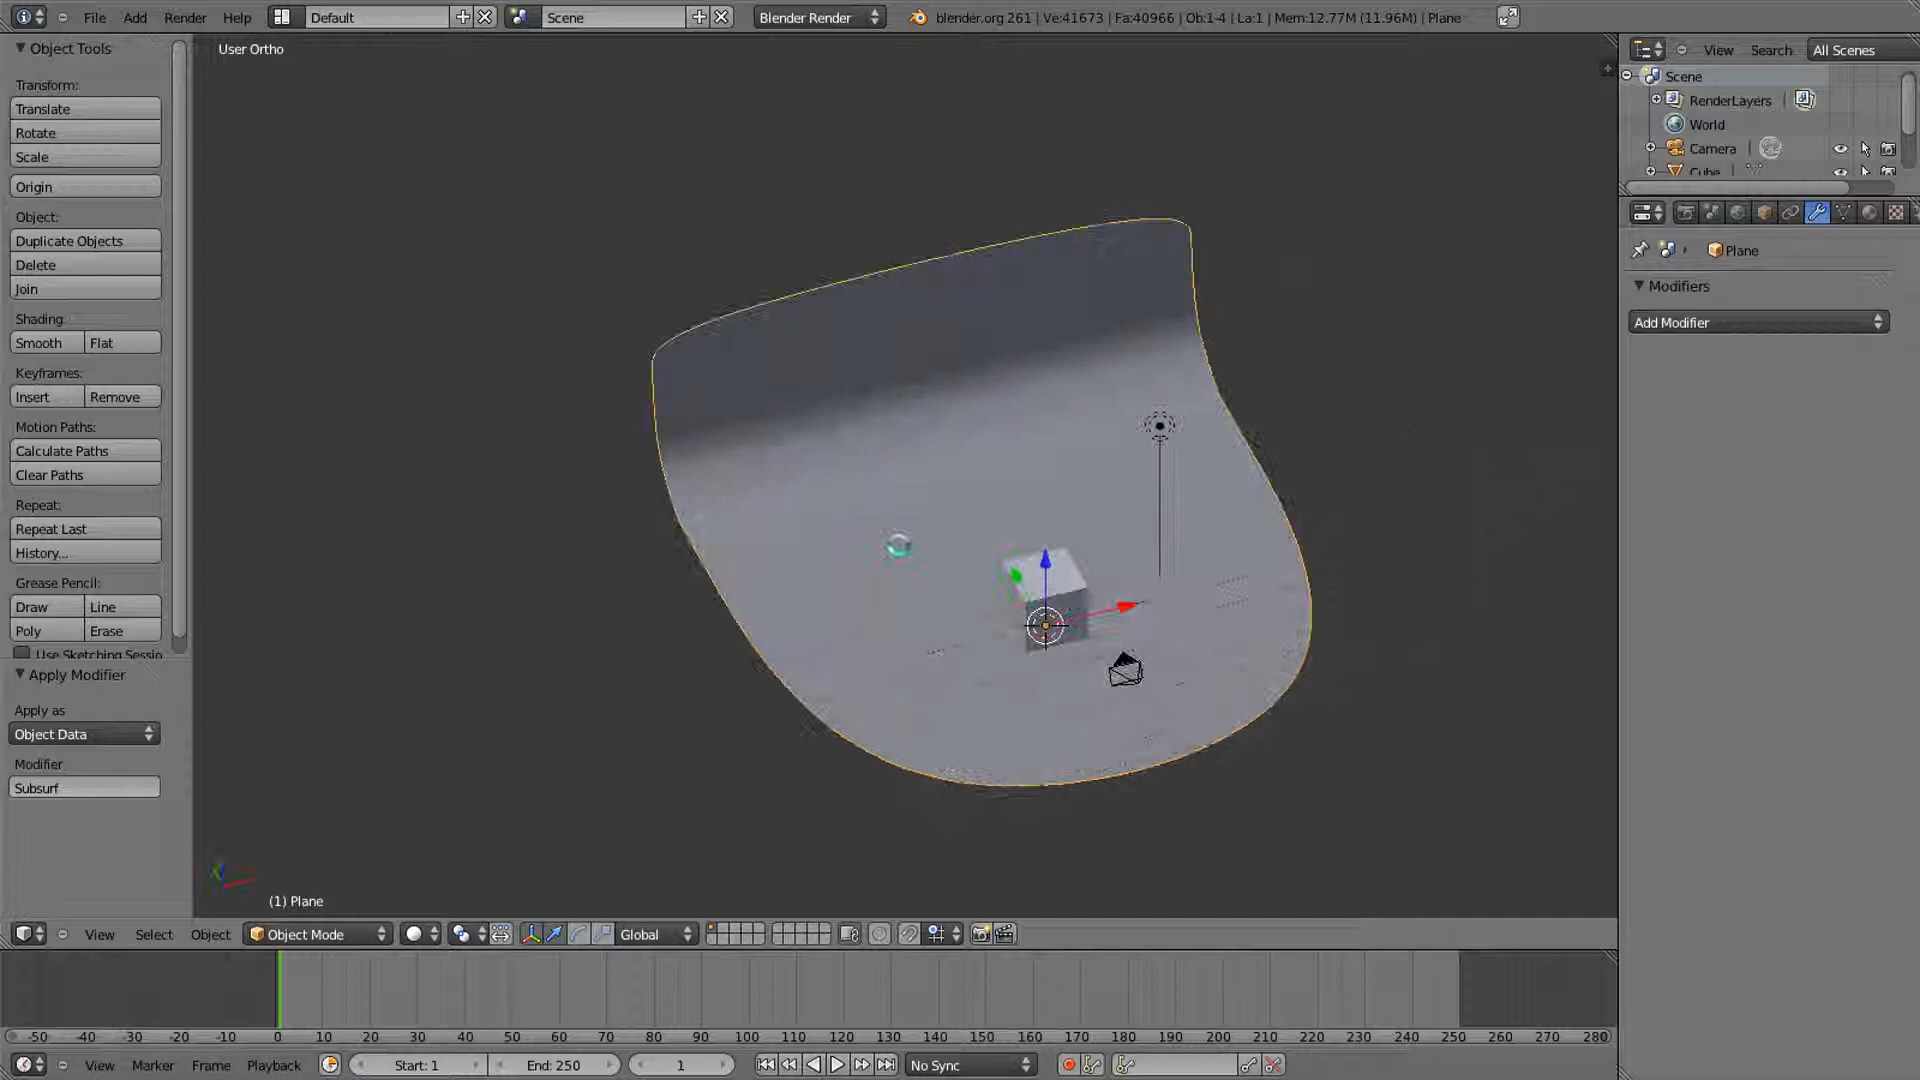 File Add Render Help Default Scene Blender Render blender.org 261 | Ve:41673 | Fa:40966 | Ob:1-4 | La:1 | Mem:12.77M (11.96M) | Plane
Object Tools
Transform:
Translate
Rotate
Scale
Origin
Object:
Duplicate Objects
Delete
Join
Shading:
Smooth Flat
Keyframes:
Insert Remove
Motion Paths:
Calculate Paths
Clear Paths
Repeat:
Repeat Last
History...
Grease Pencil:
Draw Line
Poly Erase
Use Sketching Sessio
Apply Modifier
Apply as
Object Data
Modifier
Subsurf
User Ortho
(1) Plane
View Search All Scenes
Scene
RenderLayers
World
Camera
Cube
Plane
Modifiers
Add Modifier
View Select Object Object Mode Global
-50 -40 -30 -20 -10 0 10 20 30 40 50 60 70 80 90 100 110 120 130 140 150 160 170 180 190 200 210 220 230 240 250 260 270 280
View Marker Frame Playback Start: 1 End: 250 1 No Sync